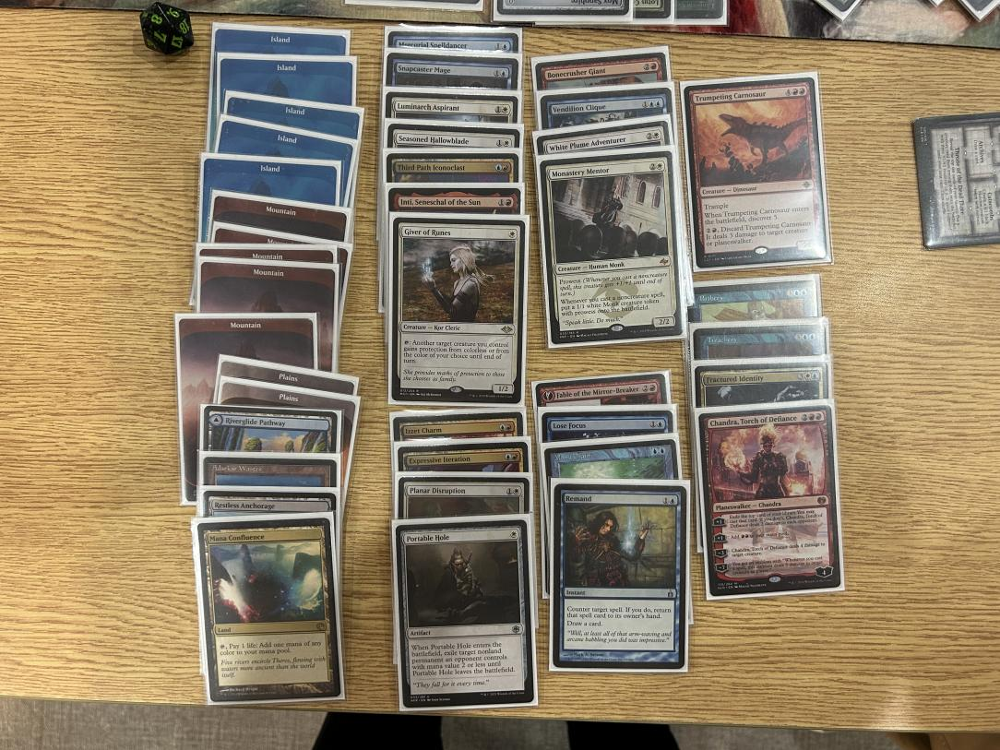 Mox Sapphire
Lotus
Island
Island
Island
Island
Island
Mountain
Mountain
Mountain
Mountain
Plains
Plains
Riverglide Pathway
Adarkar Wastes
Restless Anchorage
Mana Confluence
Land
, Pay 1 life: Add one mana of any
color to your mana pool.
Five rivers encircle Theros, flowing with
waters more ancient than the world
itself.
Mercurial Spelldancer
Snapcaster Mage
Luminarch Aspirant
Seasoned Hallowblade
Third Path Iconoclast
Inti, Seneschal of the Sun
Giver of Runes
Creature — Kor Cleric
: Another target creature you control
gains protection from colorless or from
the color of your choice until end of
turn.
She provides marks of protection to those
she chooses as family.
1/2
Izzet Charm
Expressive Iteration
Planar Disruption
Portable Hole
Artifact
When Portable Hole enters the
battlefield, exile target nonland
permanent an opponent controls
with mana value 2 or less until
Portable Hole leaves the battlefield.
"They fall for it every time."
Bonecrusher Giant
Vendilion Clique
White Plume Adventurer
Monastery Mentor
Creature — Human Monk
Prowess (Whenever you cast a noncreature
spell, this creature gets +1/+1 until end of
turn.)
Whenever you cast a noncreature spell,
put a 1/1 white Monk creature token
with prowess onto the battlefield.
"Speak little. Do much."
2/2
Fable of the Mirror-Breaker
Lose Focus
Mana Drain
Remand
Instant
Counter target spell. If you do, return
that spell card to its owner's hand.
Draw a card.
"Well, at least all of that arm-waving and
arcane babbling you did was impressive."
Trumpeting Carnosaur
Creature — Dinosaur
Trample
When Trumpeting Carnosaur enters
the battlefield, discover 5.
2, Discard Trumpeting Carnosaur:
It deals 3 damage to target creature
or planeswalker.
Treachery
Fractured Identity
Chandra, Torch of Defiance
Planeswalker — Chandra
+1: Exile the top card of your library. You may
cast that card. If you don't, Chandra, Torch of
Defiance deals 2 damage to each opponent.
+1: Add to your mana pool.
-3: Chandra, Torch of Defiance deals 4 damage to
target creature.
4
Throne of the Dead Three
Archives
Catacombs